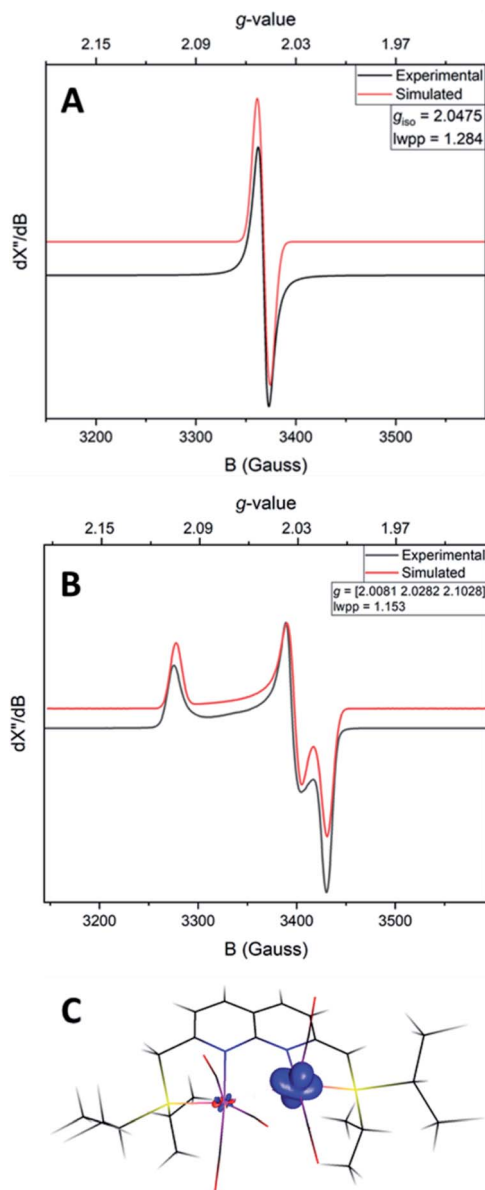 g-value
2.15 2.09 2.03 1.97
A
Experimental
Simulated
giso = 2.0475
lwpp = 1.284
dX"/dB
3200 3300 3400 3500
B (Gauss)
g-value
2.15 2.09 2.03 1.97
B
Experimental
Simulated
g = [2.0081 2.0282 2.1028]
lwpp = 1.153
dX"/dB
3200 3300 3400 3500
B (Gauss)
C